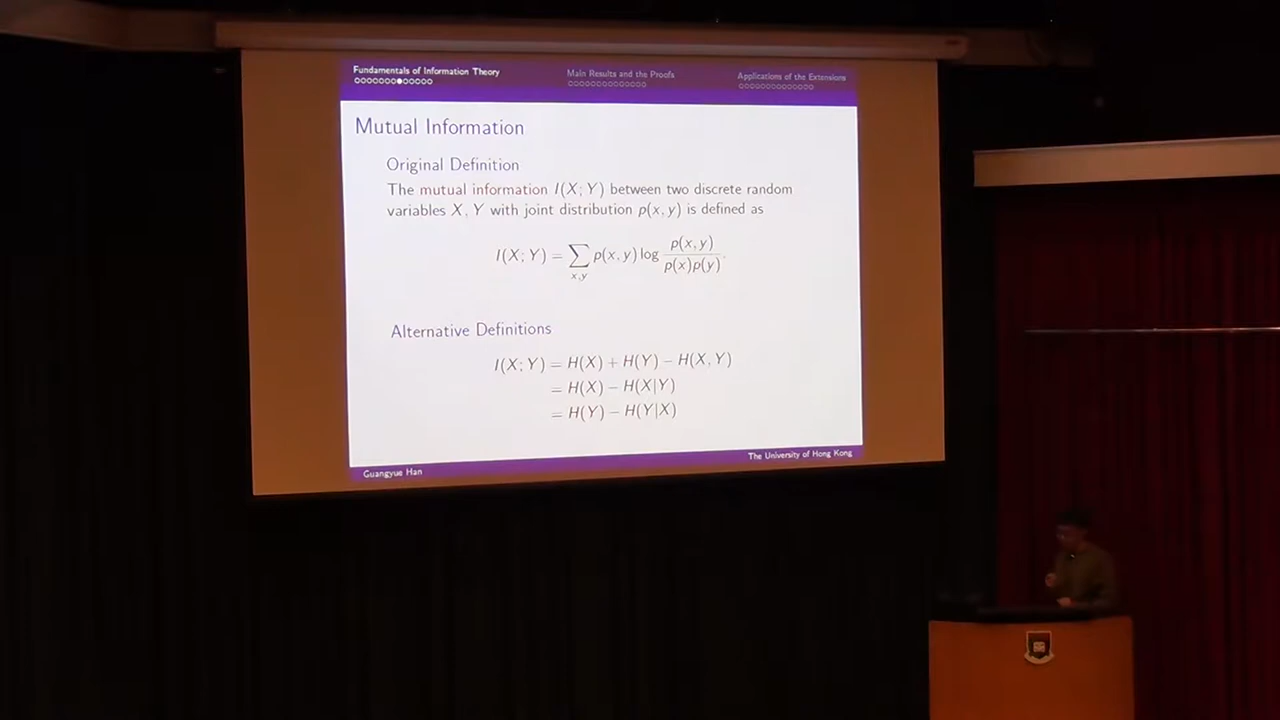 Fundamentals of Information Theory
Main Results and the Proofs
Applications of the Extensions
Mutual Information
Original Definition
The mutual information I(X; Y) between two discrete random
variables X, Y with joint distribution p(x, y) is defined as
I(X; Y) = ∑_{x,y} p(x, y) log p(x, y) / p(x)p(y).
Alternative Definitions
I(X; Y) = H(X) + H(Y) − H(X, Y)
= H(X) − H(X|Y)
= H(Y) − H(Y|X)
Guangyue Han
The University of Hong Kong